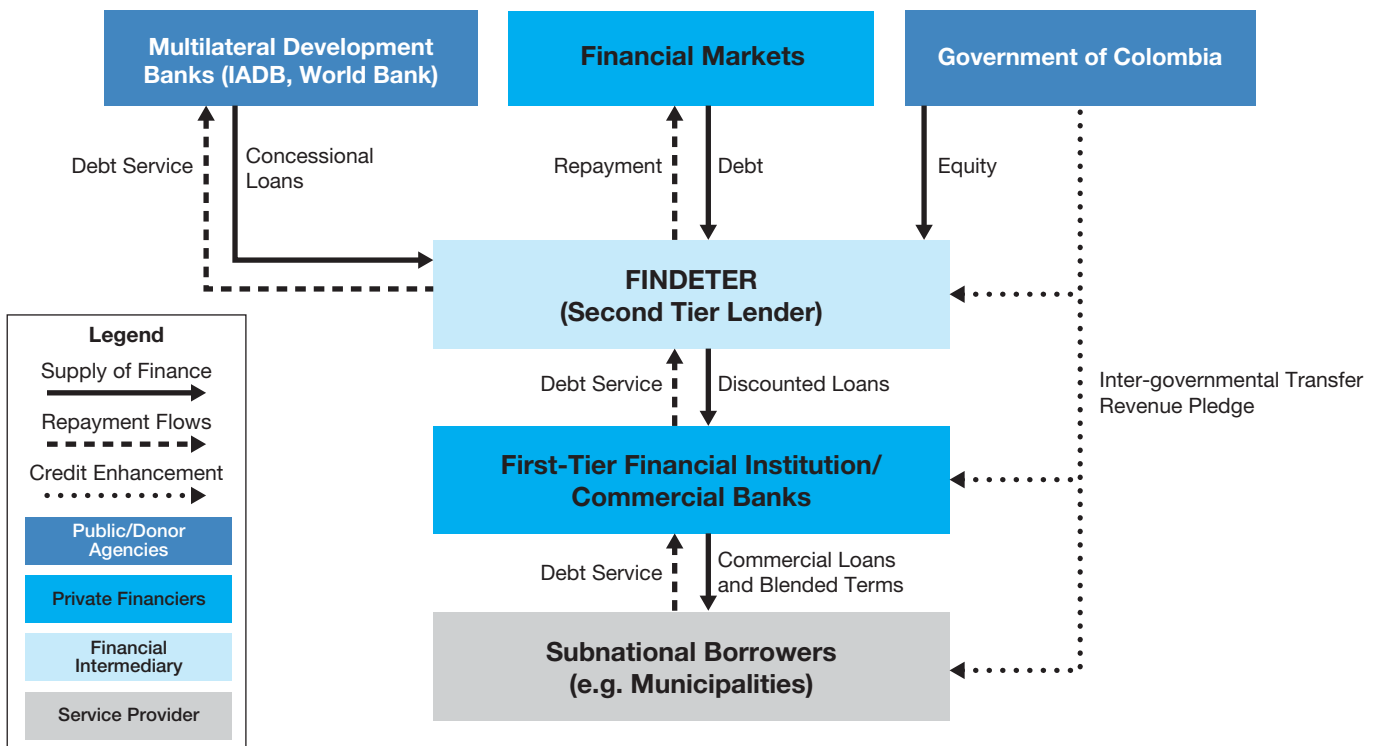 Multilateral Development
Banks (IADB, World Bank)
Financial Markets
Government of Colombia
Debt Service
Concessional
Loans
Repayment
Debt
Equity
FINDETER
(Second Tier Lender)
Debt Service
Discounted Loans
Inter-governmental Transfer
Revenue Pledge
First-Tier Financial Institution/
Commercial Banks
Debt Service
Commercial Loans
and Blended Terms
Subnational Borrowers
(e.g. Municipalities)
Legend
Supply of Finance
Repayment Flows
Credit Enhancement
Public/Donor
Agencies
Private Financiers
Financial
Intermediary
Service Provider